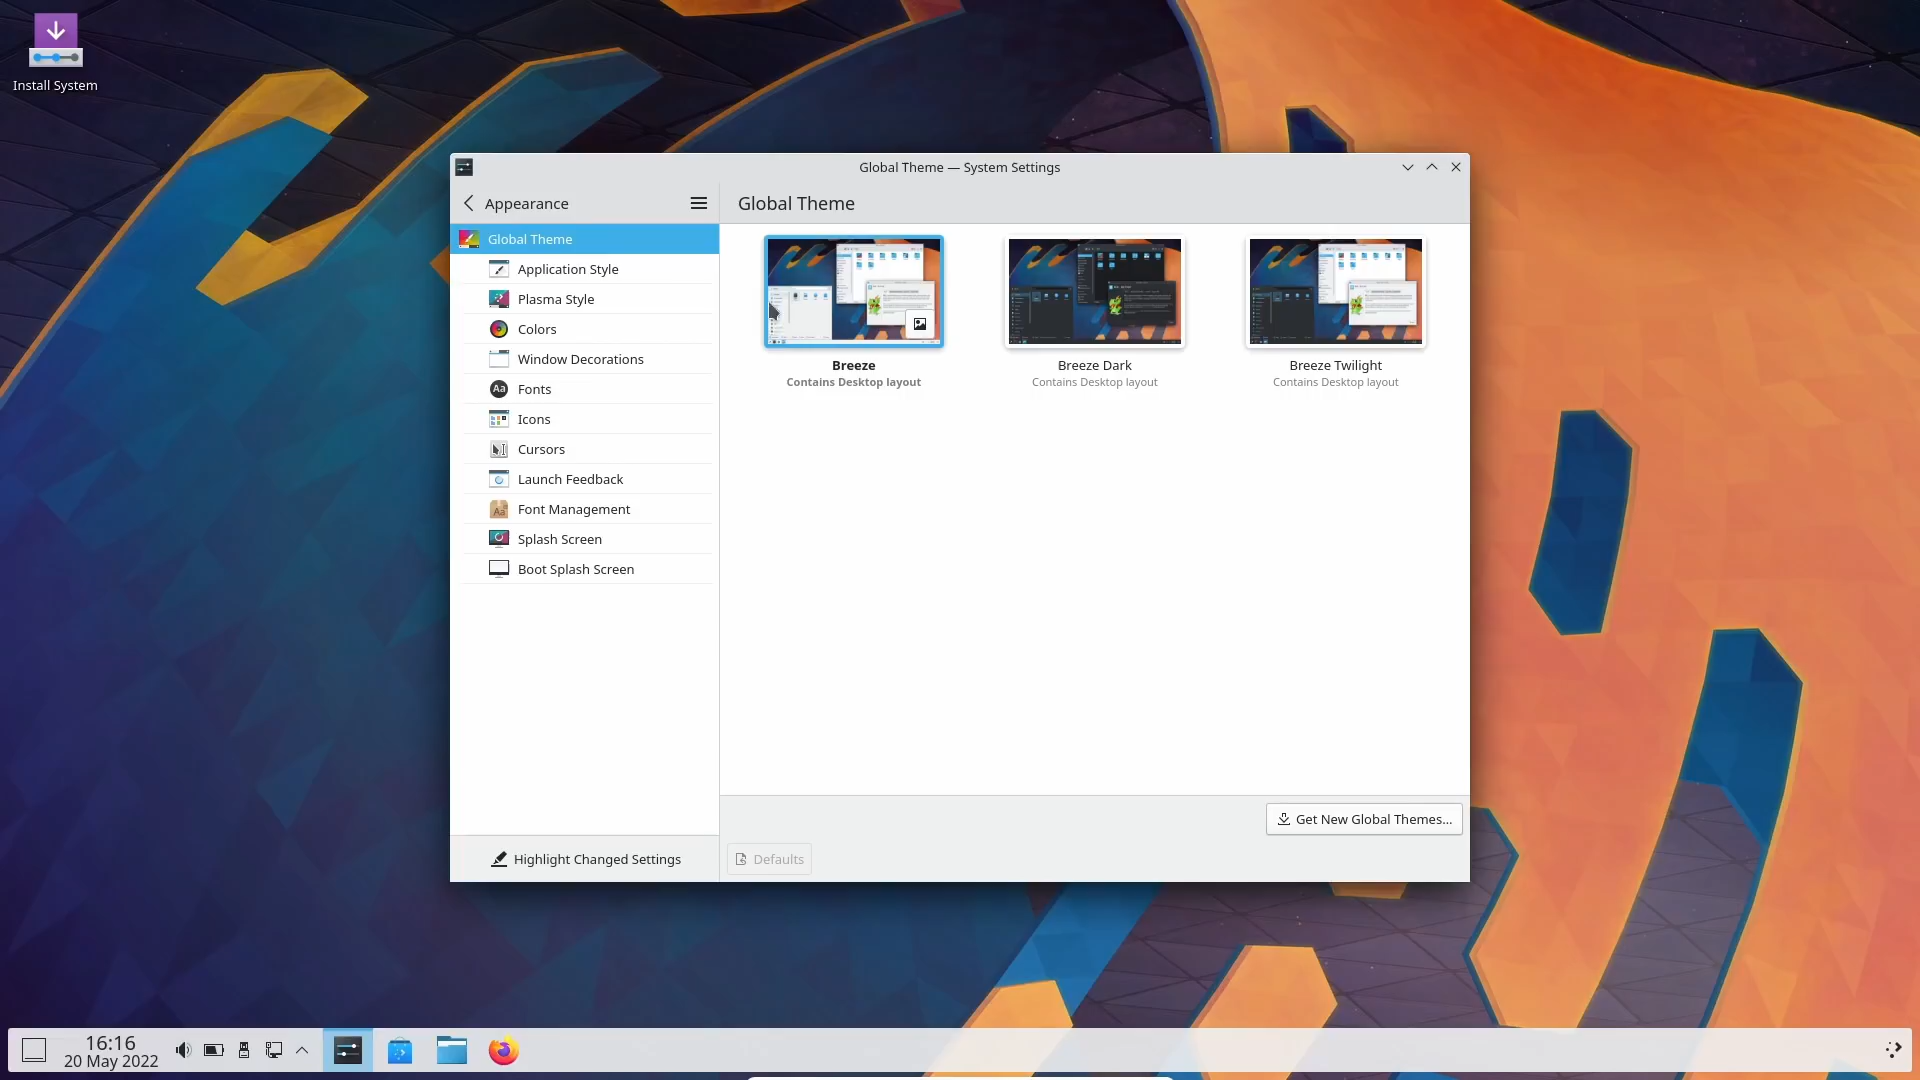 Install System
Global Theme — System Settings
Appearance
Global Theme
Global Theme
Application Style
Plasma Style
Colors
Window Decorations
Fonts
Icons
Cursors
Launch Feedback
Font Management
Splash Screen
Boot Splash Screen
Highlight Changed Settings
Breeze
Contains Desktop layout
Breeze Dark
Contains Desktop layout
Breeze Twilight
Contains Desktop layout
Get New Global Themes...
Defaults
16:16
20 May 2022